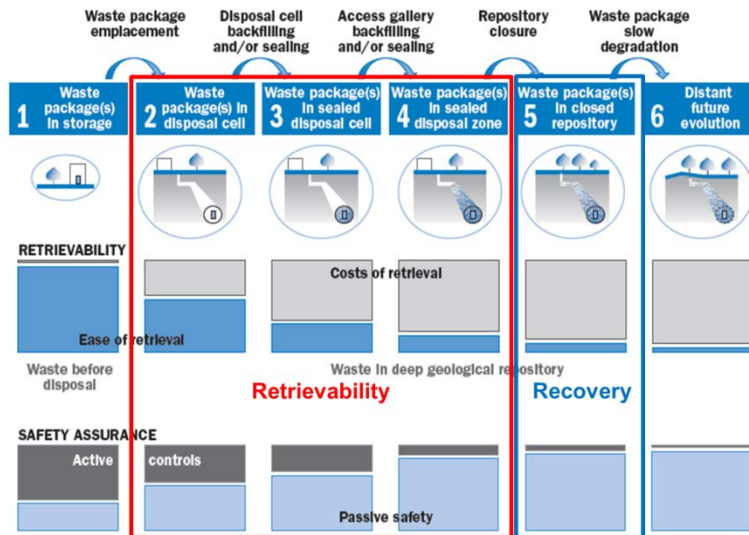 Waste package emplacement
Disposal cell backfilling and/or sealing
Access gallery backfilling and/or sealing
Repository closure
Waste package slow degradation
1 Waste package(s) in storage
2 Waste package(s) in disposal cell
3 Waste package(s) in sealed disposal cell
4 Waste package(s) in sealed disposal zone
5 Waste package(s) in closed repository
6 Distant future evolution
RETRIEVABILITY
Costs of retrieval
Ease of retrieval
Waste before disposal
Waste in deep geological repository
Retrievability
Recovery
SAFETY ASSURANCE
Active controls
Passive safety